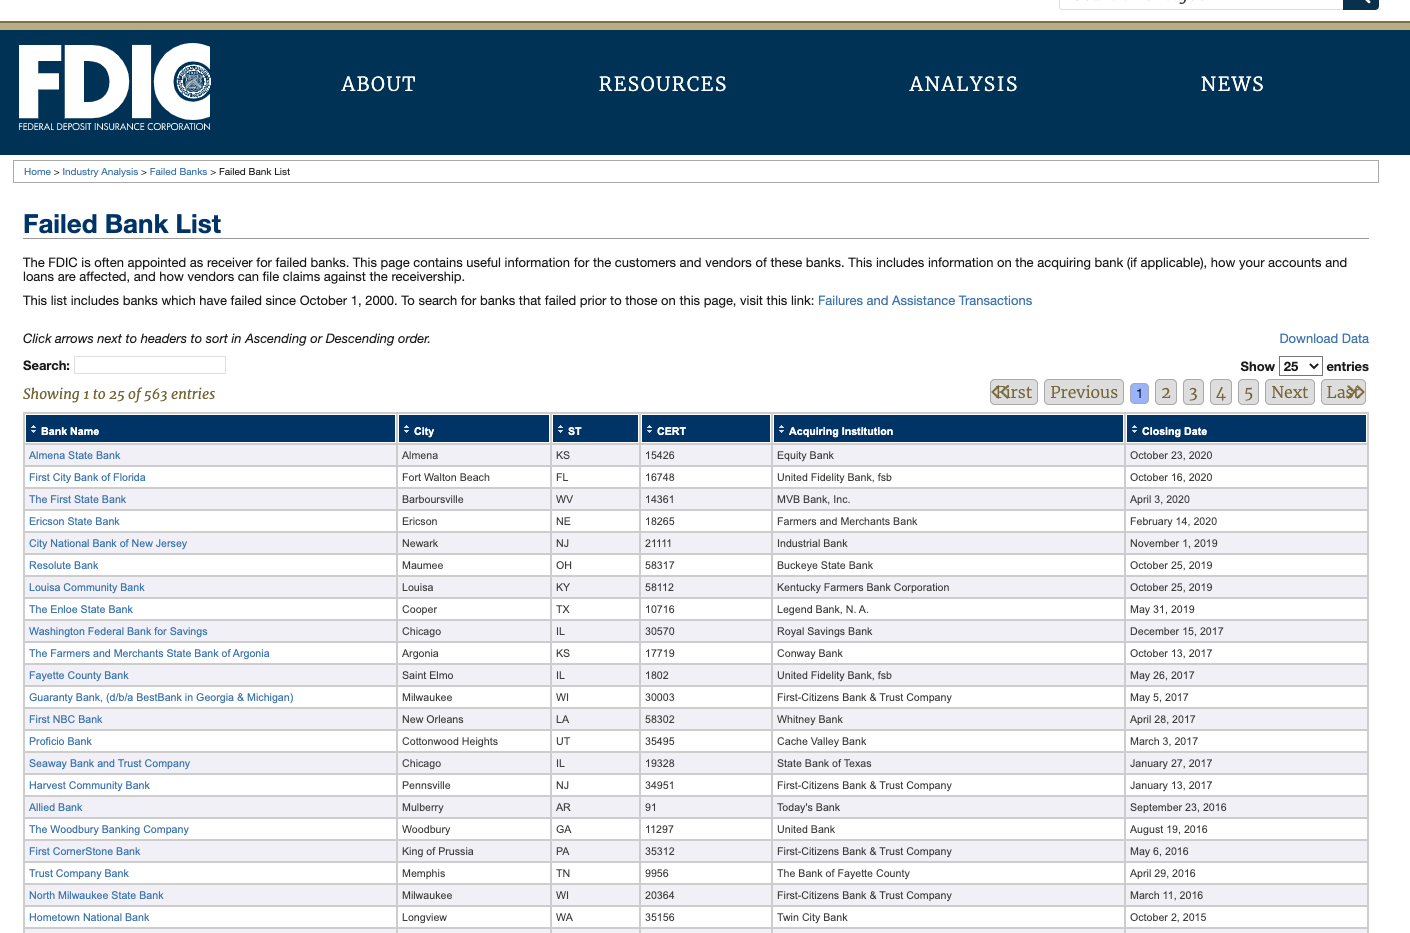 ABOUT RESOURCES ANALYSIS NEWS
FDIC
FEDERAL DEPOSIT INSURANCE CORPORATION
Home > Industry Analysis > Failed Banks > Failed Bank List
Failed Bank List
The FDIC is often appointed as receiver for failed banks. This page contains useful information for the customers and vendors of these banks. This includes information on the acquiring bank (if applicable), how your accounts and
loans are affected, and how vendors can file claims against the receivership.
This list includes banks which have failed since October 1, 2000. To search for banks that failed prior to those on this page, visit this link: Failures and Assistance Transactions
Click arrows next to headers to sort in Ascending or Descending order. Download Data
Search: Show 25 entries
Showing 1 to 25 of 563 entries First Previous 1 2 3 4 5 Next Last
Bank Name City ST CERT Acquiring Institution Closing Date
Almena State Bank Almena KS 15426 Equity Bank October 23, 2020
First City Bank of Florida Fort Walton Beach FL 16748 United Fidelity Bank, fsb October 16, 2020
The First State Bank Barboursville WV 14361 MVB Bank, Inc. April 3, 2020
Ericson State Bank Ericson NE 18265 Farmers and Merchants Bank February 14, 2020
City National Bank of New Jersey Newark NJ 21111 Industrial Bank November 1, 2019
Resolute Bank Maumee OH 58317 Buckeye State Bank October 25, 2019
Louisa Community Bank Louisa KY 58112 Kentucky Farmers Bank Corporation October 25, 2019
The Enloe State Bank Cooper TX 10716 Legend Bank, N. A. May 31, 2019
Washington Federal Bank for Savings Chicago IL 30570 Royal Savings Bank December 15, 2017
The Farmers and Merchants State Bank of Argonia Argonia KS 17719 Conway Bank October 13, 2017
Fayette County Bank Saint Elmo IL 1802 United Fidelity Bank, fsb May 26, 2017
Guaranty Bank, (d/b/a BestBank in Georgia & Michigan) Milwaukee WI 30003 First-Citizens Bank & Trust Company May 5, 2017
First NBC Bank New Orleans LA 58302 Whitney Bank April 28, 2017
Proficio Bank Cottonwood Heights UT 35495 Cache Valley Bank March 3, 2017
Seaway Bank and Trust Company Chicago IL 19328 State Bank of Texas January 27, 2017
Harvest Community Bank Pennsville NJ 34951 First-Citizens Bank & Trust Company January 13, 2017
Allied Bank Mulberry AR 91 Today's Bank September 23, 2016
The Woodbury Banking Company Woodbury GA 11297 United Bank August 19, 2016
First CornerStone Bank King of Prussia PA 35312 First-Citizens Bank & Trust Company May 6, 2016
Trust Company Bank Memphis TN 9956 The Bank of Fayette County April 29, 2016
North Milwaukee State Bank Milwaukee WI 20364 First-Citizens Bank & Trust Company March 11, 2016
Hometown National Bank Longview WA 35156 Twin City Bank October 2, 2015